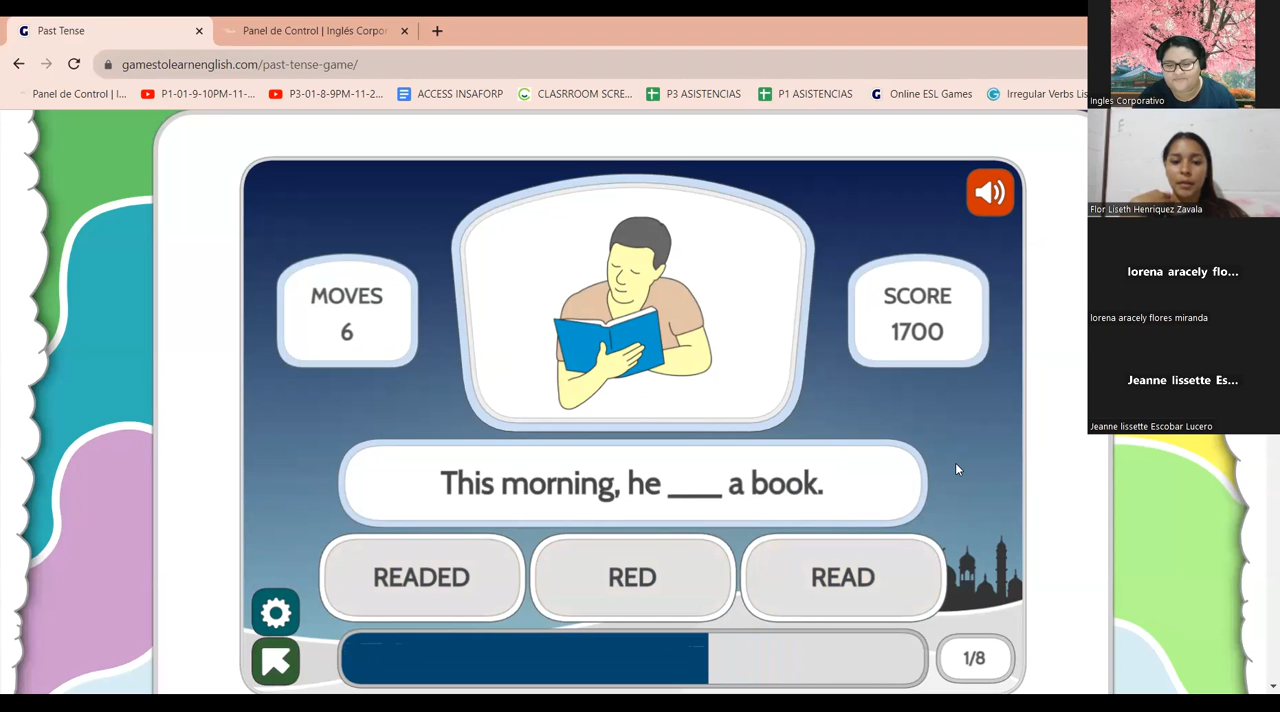 Past Tense
Panel de Control | Inglés Corpor
gamestolearnenglish.com/past-tense-game/
Panel de Control | I...
P1-01-9-10PM-11-...
P3-01-8-9PM-11-2...
ACCESS INSAFORP
CLASRROOM SCRE...
P3 ASISTENCIAS
P1 ASISTENCIAS
Online ESL Games
Irregular Verbs Lis
Ingles Corporativo
Flor Liseth Henriquez Zavala
lorena aracely flo...
lorena aracely flores miranda
Jeanne lissette Es...
Jeanne lissette Escobar Lucero
MOVES
6
SCORE
1700
This morning, he ____ a book.
READED
RED
READ
1/8